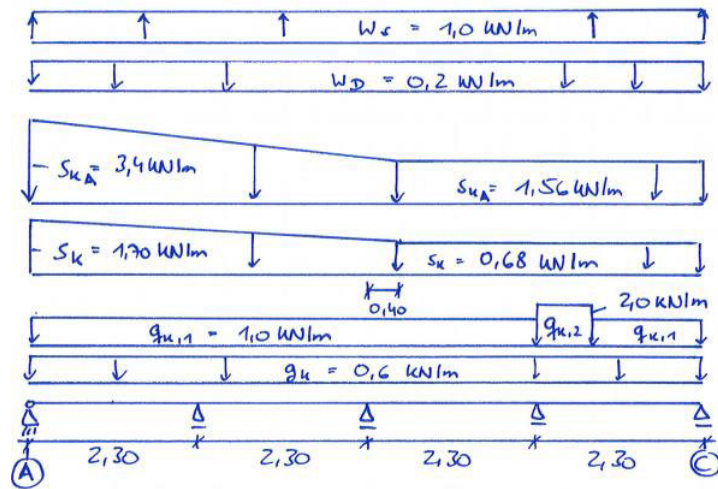 Ws = 1,0 kN/m
WD = 0,2 kN/m
SkA = 3,4 kN/m
SkA = 1,56 kN/m
Sk = 1,70 kN/m
sk = 0,68 kN/m
0,40
2,0 kN/m
gk,1 = 1,0 kN/m
gk,2
gk,1
gk = 0,6 kN/m
2,30
2,30
2,30
2,30
A
C